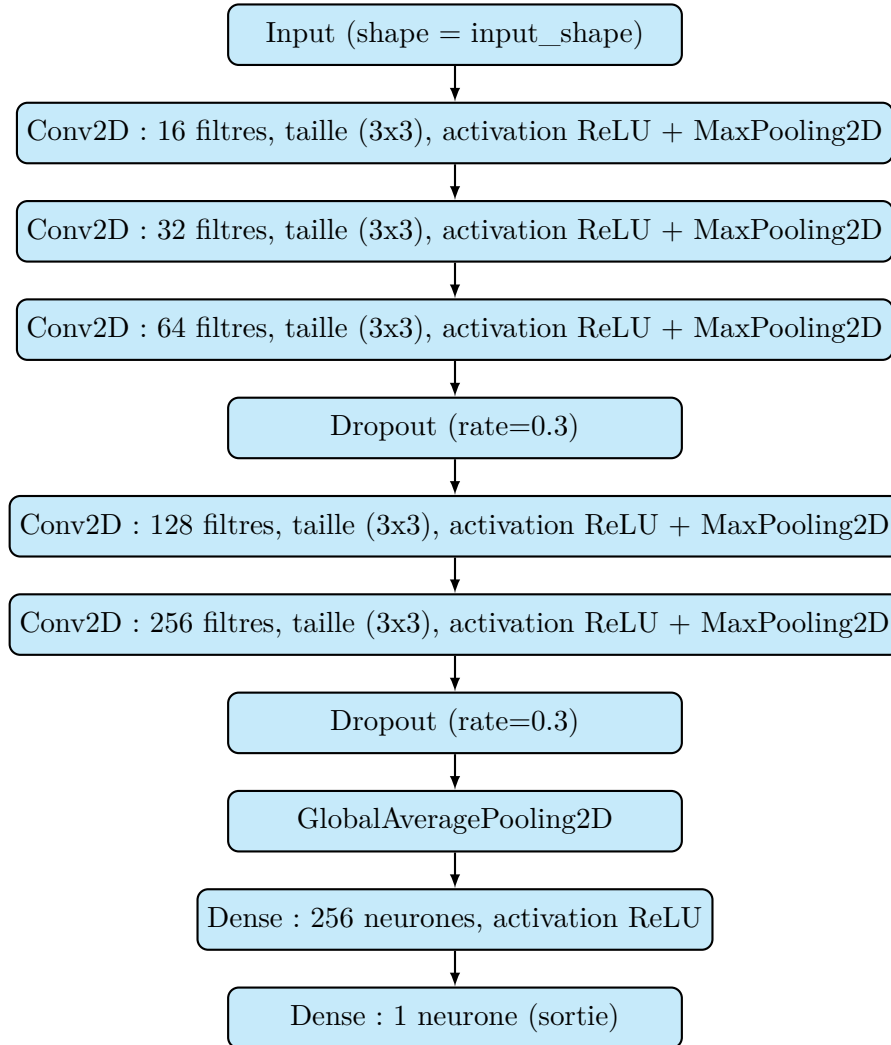 Input (shape = input_shape)
Conv2D : 16 filtres, taille (3x3), activation ReLU + MaxPooling2D
Conv2D : 32 filtres, taille (3x3), activation ReLU + MaxPooling2D
Conv2D : 64 filtres, taille (3x3), activation ReLU + MaxPooling2D
Dropout (rate=0.3)
Conv2D : 128 filtres, taille (3x3), activation ReLU + MaxPooling2D
Conv2D : 256 filtres, taille (3x3), activation ReLU + MaxPooling2D
Dropout (rate=0.3)
GlobalAveragePooling2D
Dense : 256 neurones, activation ReLU
Dense : 1 neurone (sortie)